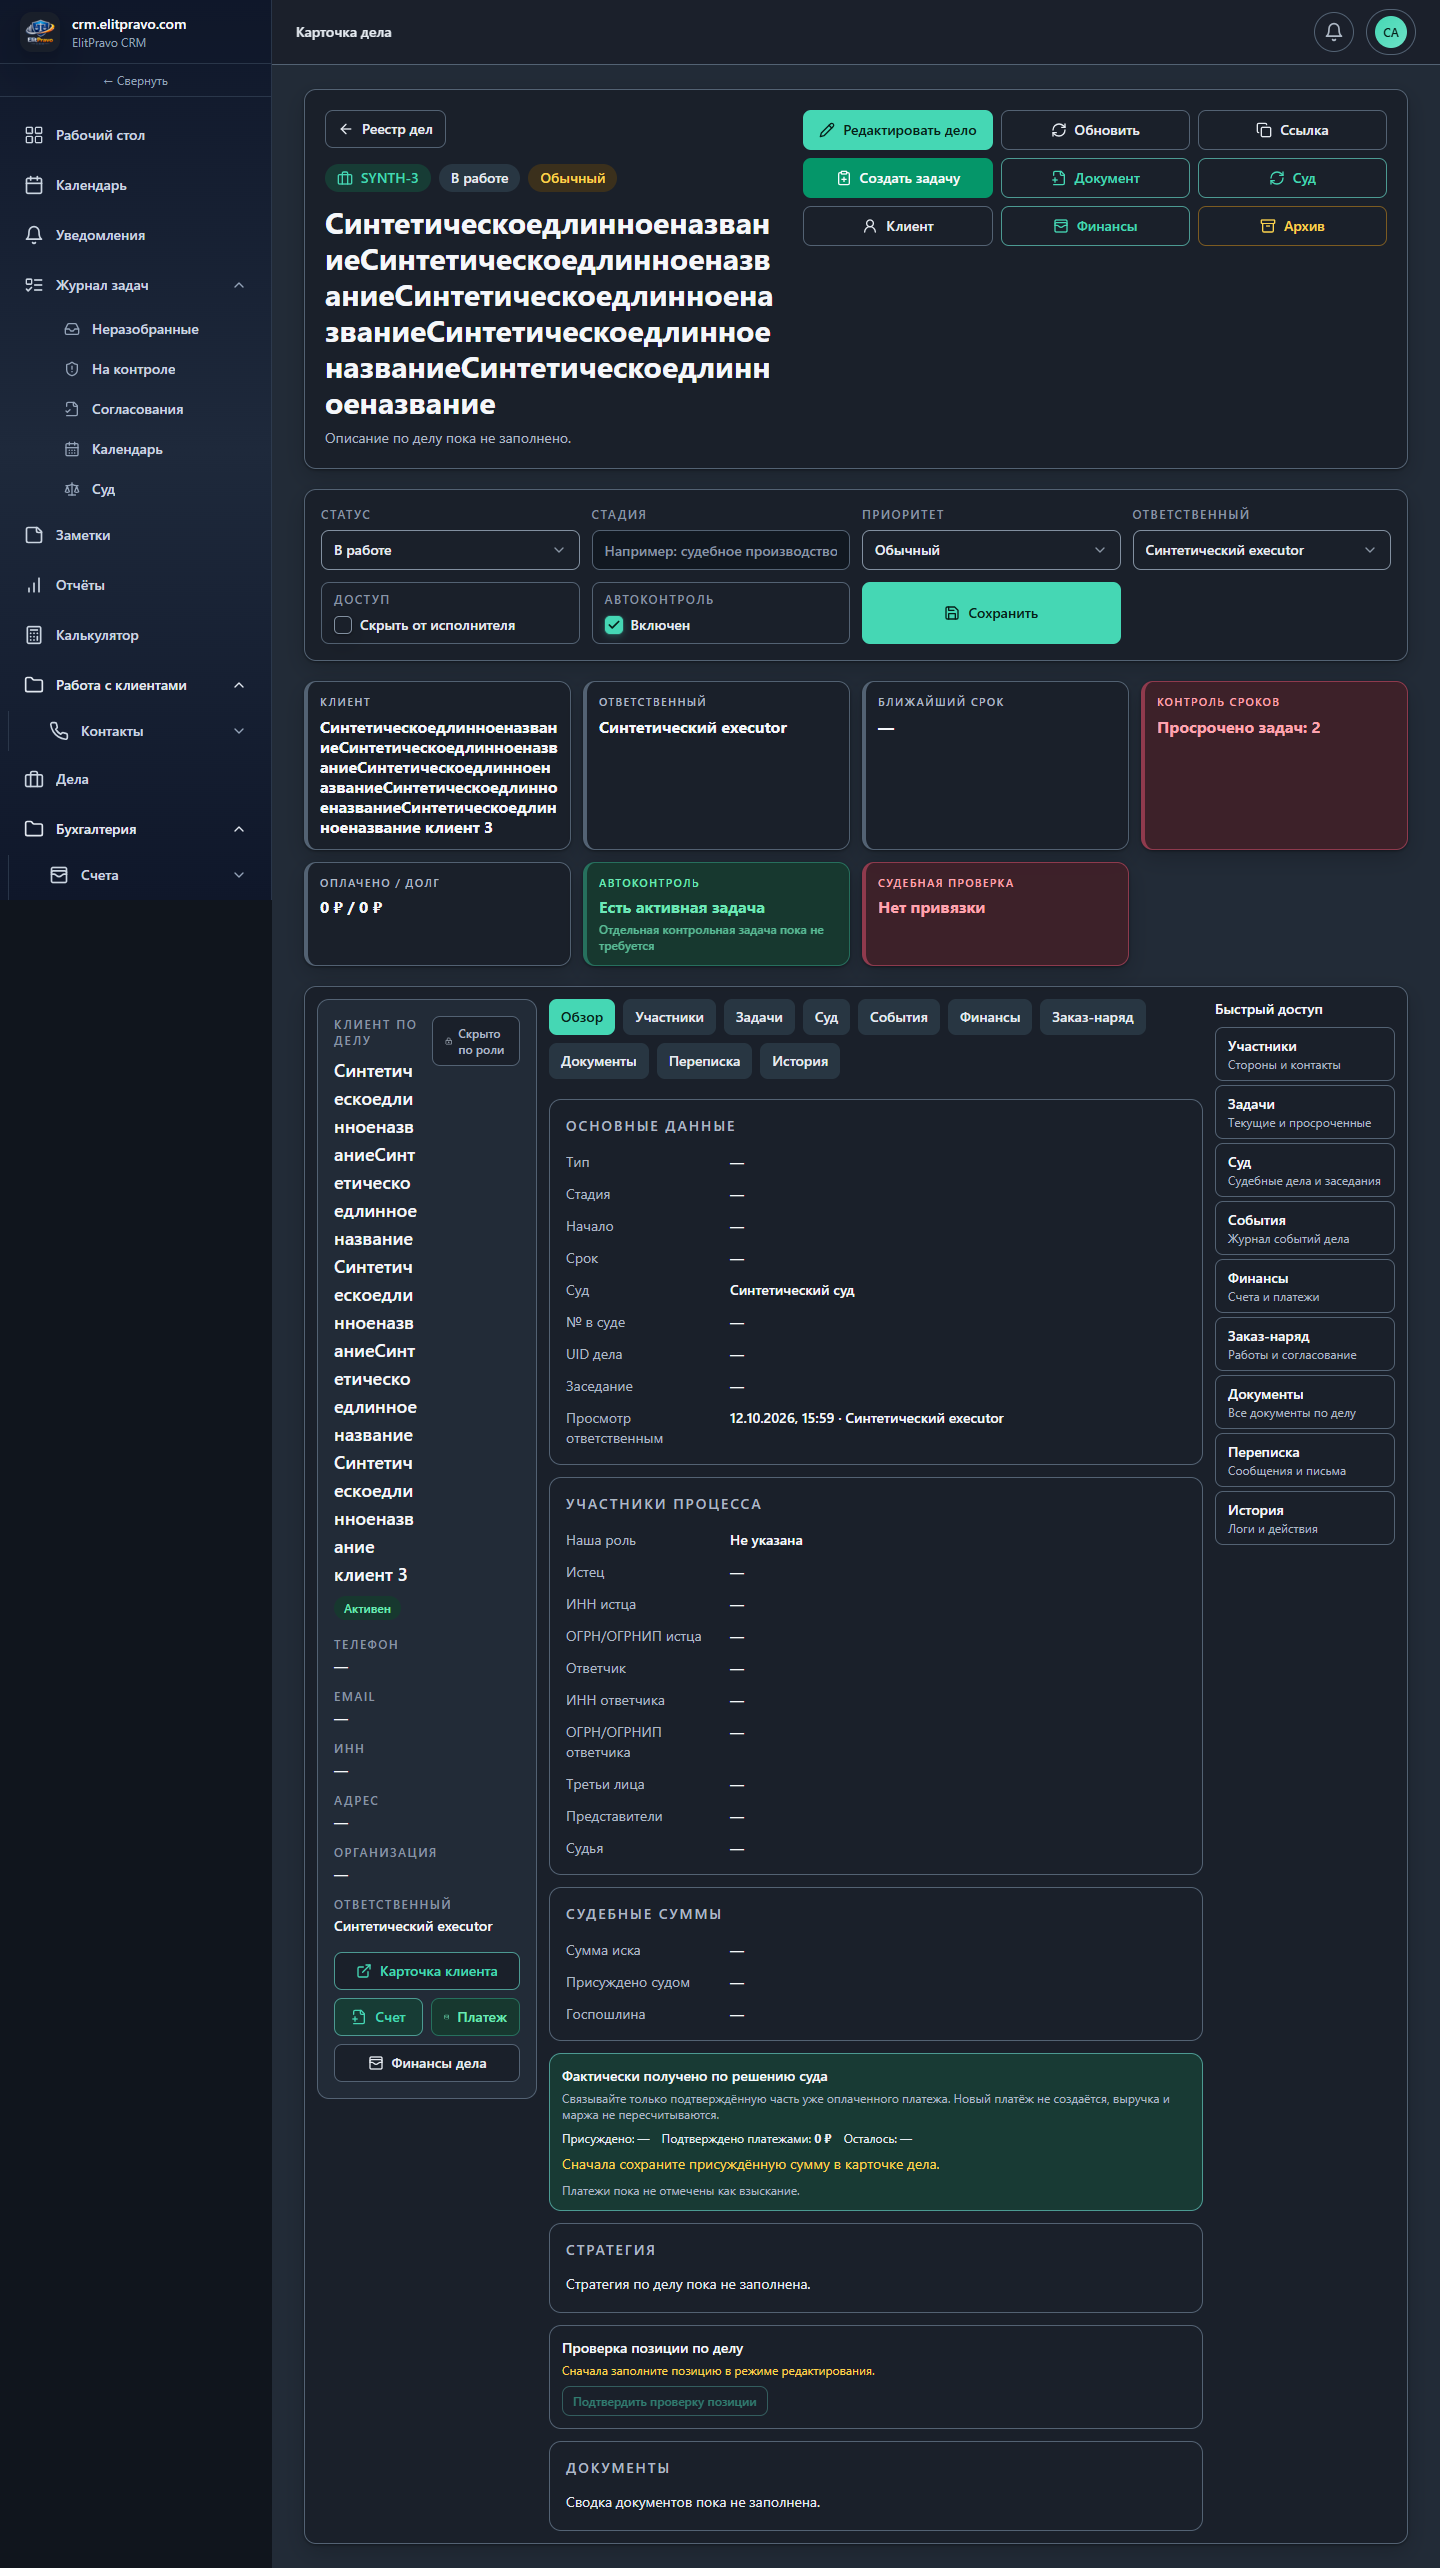 crm.elitpravo.com
ElitPravo CRM
← Свернуть
Рабочий стол
Календарь
Уведомления
Журнал задач
Неразобранные
На контроле
Согласования
Календарь
Суд
Заметки
Отчёты
Калькулятор
Работа с клиентами
Контакты
Дела
Бухгалтерия
Счета
Карточка дела
СА
Реестр дел
SYNTH-3
В работе
Обычный
Синтетическоедлинноеназван
иеСинтетическоедлинноеназв
аниеСинтетическоедлинноена
званиеСинтетическоедлинное
названиеСинтетическоедлинн
оеназвание
Описание по делу пока не заполнено.
Редактировать дело
Обновить
Ссылка
Создать задачу
Документ
Суд
Клиент
Финансы
Архив
СТАТУС
В работе
СТАДИЯ
Например: судебное производство
ПРИОРИТЕТ
Обычный
ОТВЕТСТВЕННЫЙ
Синтетический executor
ДОСТУП
Скрыть от исполнителя
АВТОКОНТРОЛЬ
Включен
Сохранить
КЛИЕНТ
Синтетическоедлинноеназван
иеСинтетическоедлинноеназв
аниеСинтетическоедлинноен
азваниеСинтетическоедлинно
еназваниеСинтетическоедлин
ноеназвание клиент 3
ОТВЕТСТВЕННЫЙ
Синтетический executor
БЛИЖАЙШИЙ СРОК
—
КОНТРОЛЬ СРОКОВ
Просрочено задач: 2
ОПЛАЧЕНО / ДОЛГ
0 ₽ / 0 ₽
АВТОКОНТРОЛЬ
Есть активная задача
Отдельная контрольная задача пока не
требуется
СУДЕБНАЯ ПРОВЕРКА
Нет привязки
КЛИЕНТ ПО
ДЕЛУ
Скрыто
по роли
Синтетич
ескоедли
нноеназв
аниеСинт
етическо
едлинное
название
Синтетич
ескоедли
нноеназв
аниеСинт
етическо
едлинное
название
Синтетич
ескоедли
нноеназв
ание
клиент 3
Активен
ТЕЛЕФОН
—
EMAIL
—
ИНН
—
АДРЕС
—
ОРГАНИЗАЦИЯ
—
ОТВЕТСТВЕННЫЙ
Синтетический executor
Карточка клиента
Счет
Платеж
Финансы дела
Обзор
Участники
Задачи
Суд
События
Финансы
Заказ-наряд
Документы
Переписка
История
ОСНОВНЫЕ ДАННЫЕ
Тип —
Стадия —
Начало —
Срок —
Суд Синтетический суд
№ в суде —
UID дела —
Заседание —
Просмотр 12.10.2026, 15:59 · Синтетический executor
ответственным
УЧАСТНИКИ ПРОЦЕССА
Наша роль Не указана
Истец —
ИНН истца —
ОГРН/ОГРНИП истца —
Ответчик —
ИНН ответчика —
ОГРН/ОГРНИП —
ответчика
Третьи лица —
Представители —
Судья —
СУДЕБНЫЕ СУММЫ
Сумма иска —
Присуждено судом —
Госпошлина —
Фактически получено по решению суда
Связывайте только подтверждённую часть уже оплаченного платежа. Новый платёж не создаётся, выручка и
маржа не пересчитываются.
Присуждено: — Подтверждено платежами: 0 ₽ Осталось: —
Сначала сохраните присуждённую сумму в карточке дела.
Платежи пока не отмечены как взыскание.
СТРАТЕГИЯ
Стратегия по делу пока не заполнена.
Проверка позиции по делу
Сначала заполните позицию в режиме редактирования.
Подтвердить проверку позиции
ДОКУМЕНТЫ
Сводка документов пока не заполнена.
Быстрый доступ
Участники
Стороны и контакты
Задачи
Текущие и просроченные
Суд
Судебные дела и заседания
События
Журнал событий дела
Финансы
Счета и платежи
Заказ-наряд
Работы и согласование
Документы
Все документы по делу
Переписка
Сообщения и письма
История
Логи и действия